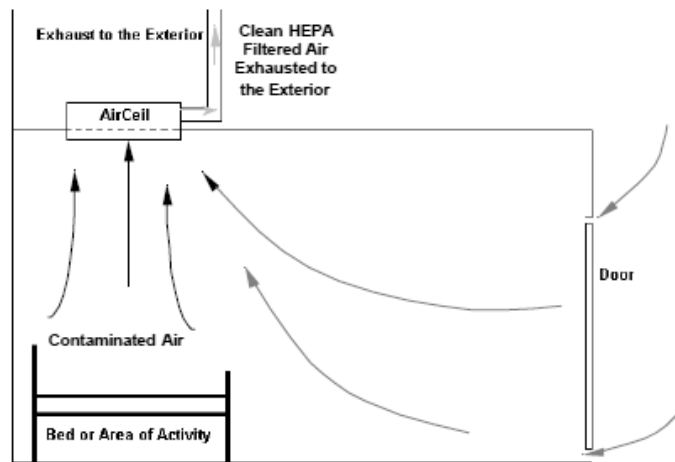 Exhaust to the Exterior
Clean HEPA
Filtered Air
Exhausted to
the Exterior
AirCeil
Door
Contaminated Air
Bed or Area of Activity